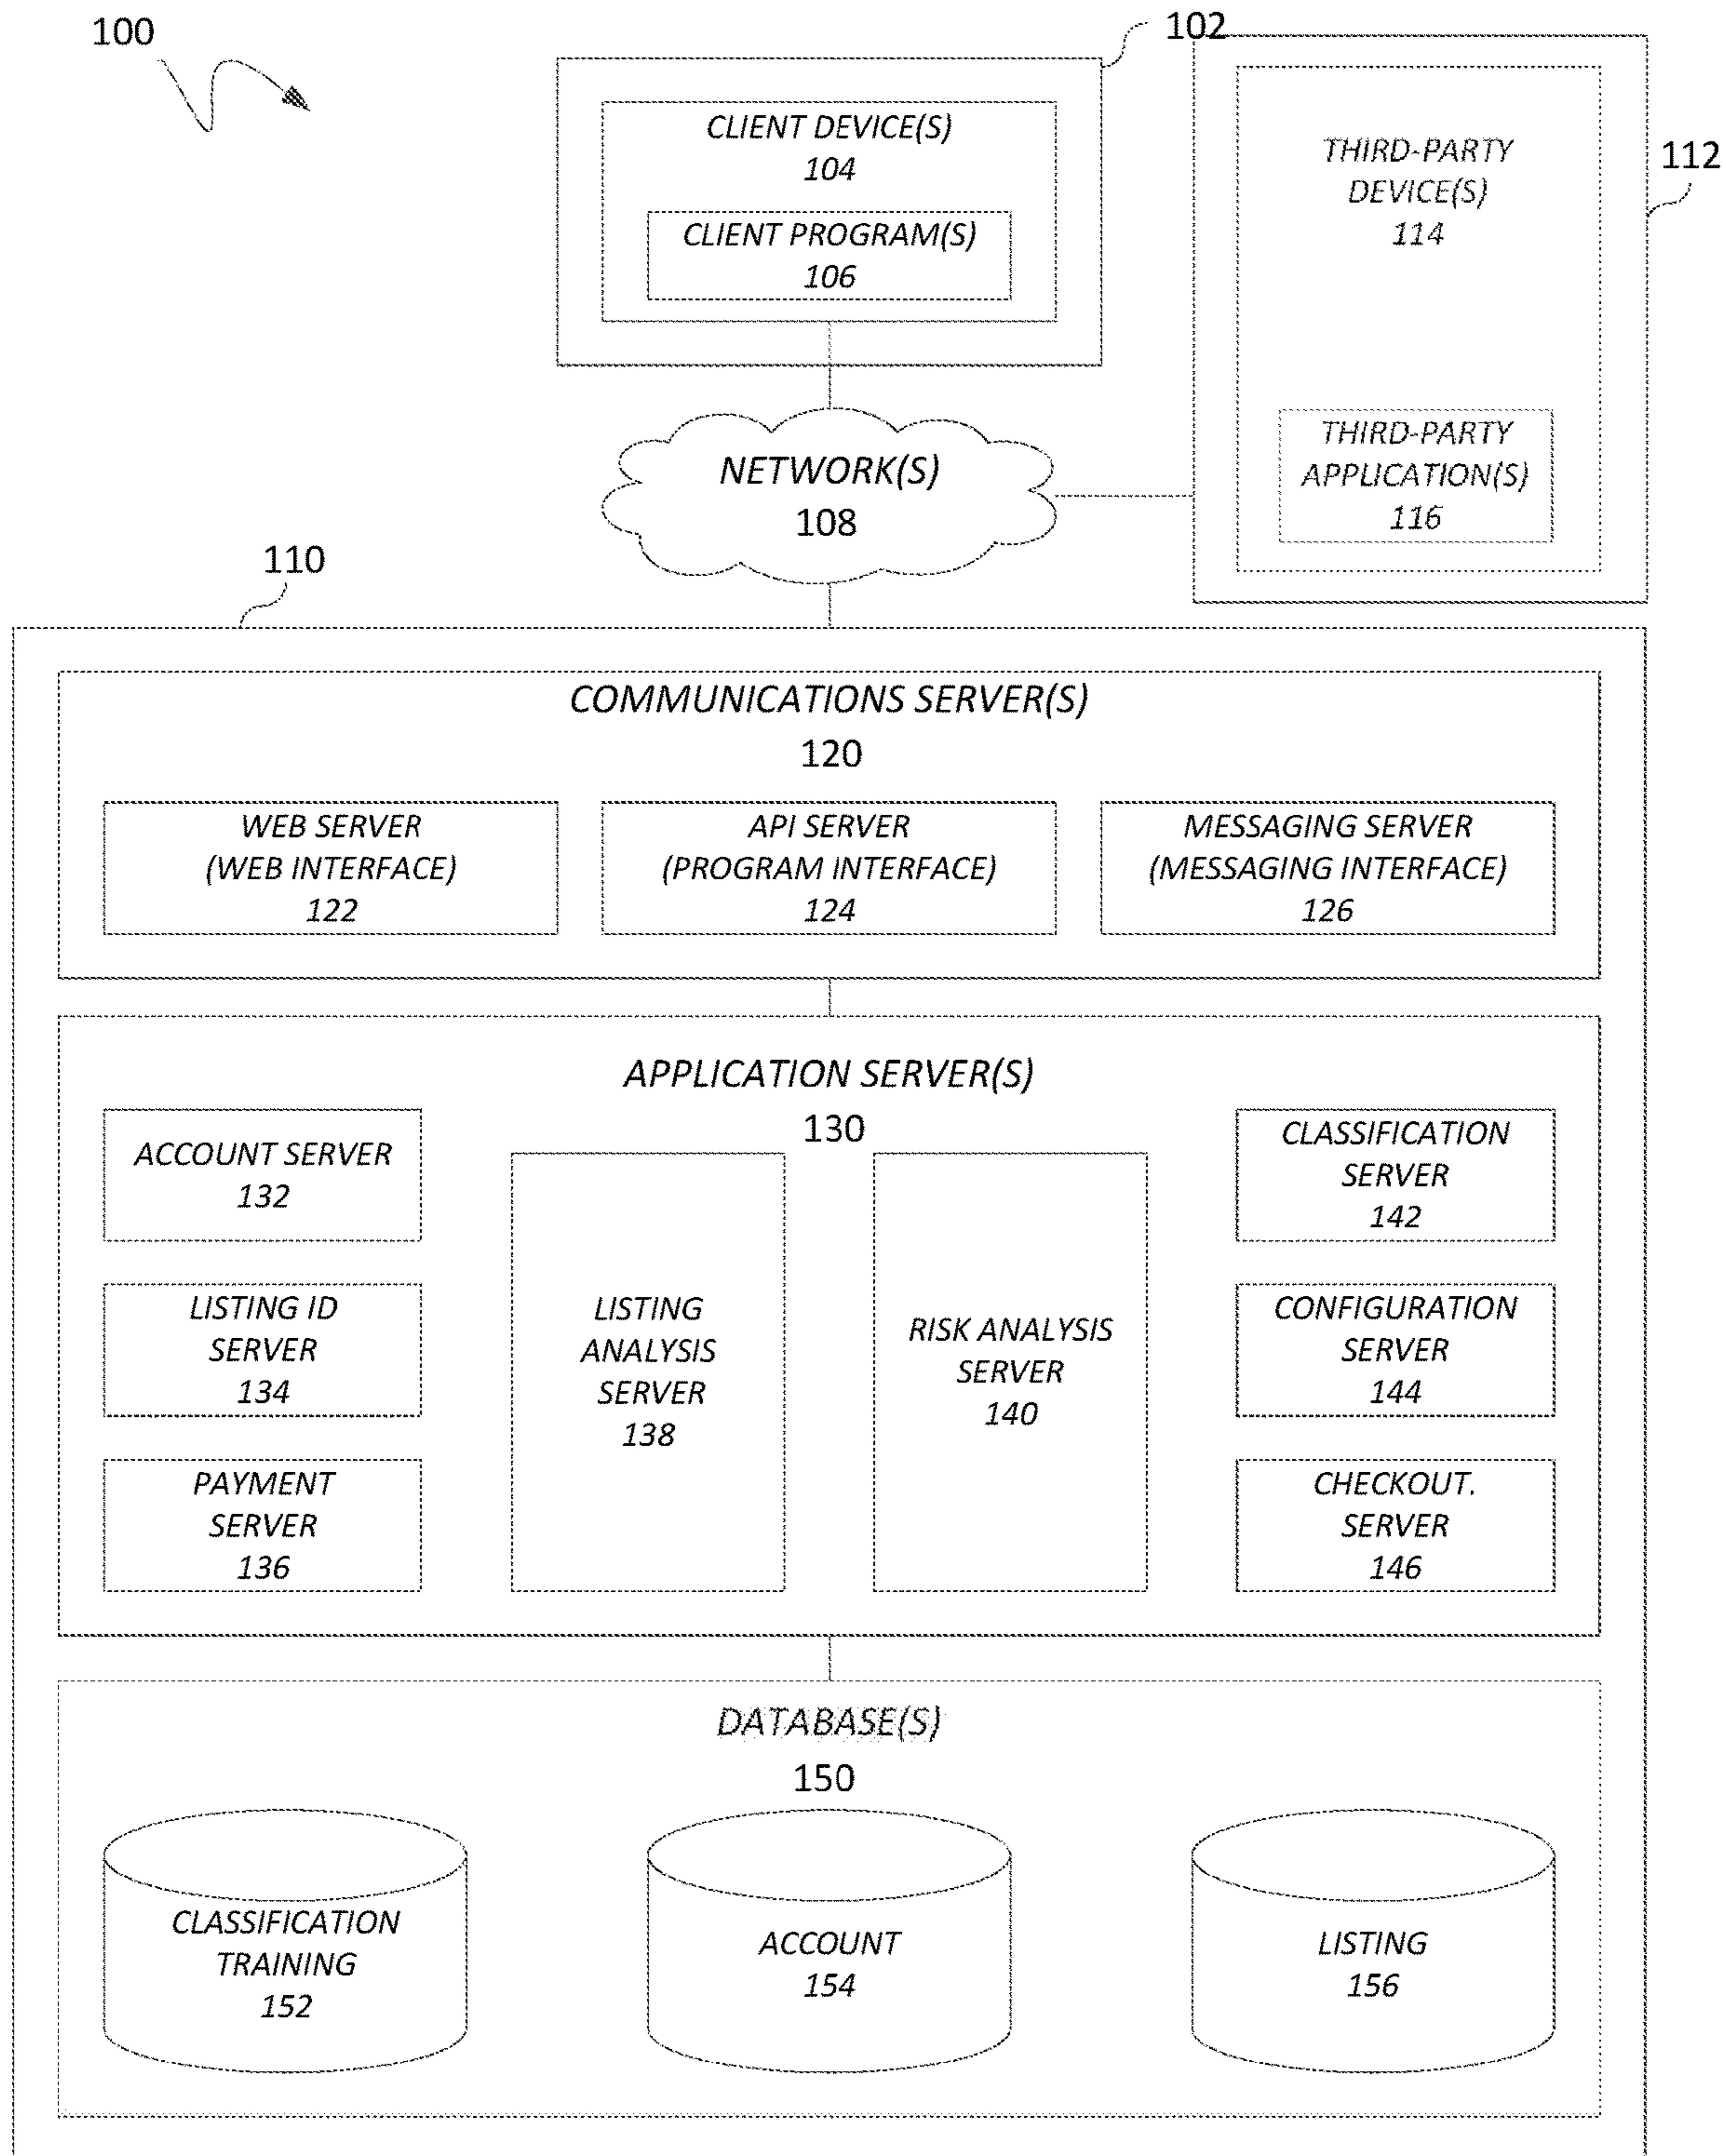 100
102
CLIENT DEVICE(S)
104
CLIENT PROGRAM(S)
106
THIRD-PARTY
DEVICE(S)
114
112
THIRD-PARTY
APPLICATION(S)
116
NETWORK(S)
108
110
COMMUNICATIONS SERVER(S)
120
WEB SERVER
(WEB INTERFACE)
122
API SERVER
(PROGRAM INTERFACE)
124
MESSAGING SERVER
(MESSAGING INTERFACE)
126
APPLICATION SERVER(S)
130
ACCOUNT SERVER
132
LISTING ID
SERVER
134
PAYMENT
SERVER
136
LISTING
ANALYSIS
SERVER
138
RISK ANALYSIS
SERVER
140
CLASSIFICATION
SERVER
142
CONFIGURATION
SERVER
144
CHECKOUT.
SERVER
146
DATABASE(S)
150
CLASSIFICATION
TRAINING
152
ACCOUNT
154
LISTING
156